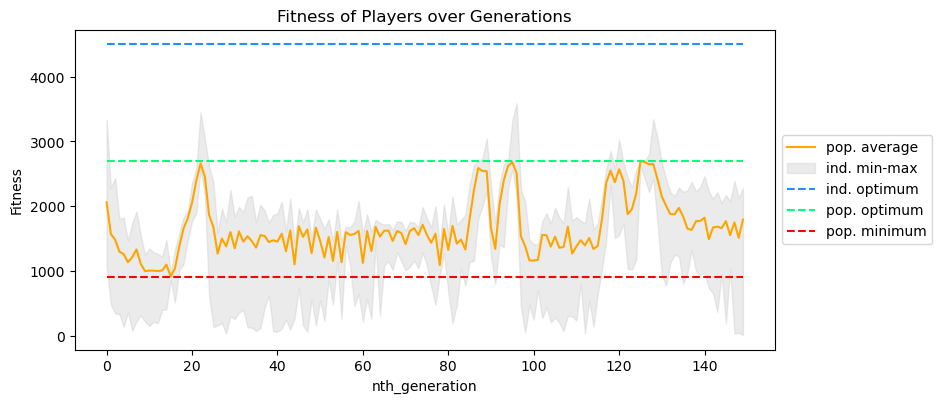 Fitness of Players over Generations
Fitness
4000
3000
2000
1000
0
0 20 40 60 80 100 120 140
nth_generation
pop. average
ind. min-max
ind. optimum
pop. optimum
pop. minimum